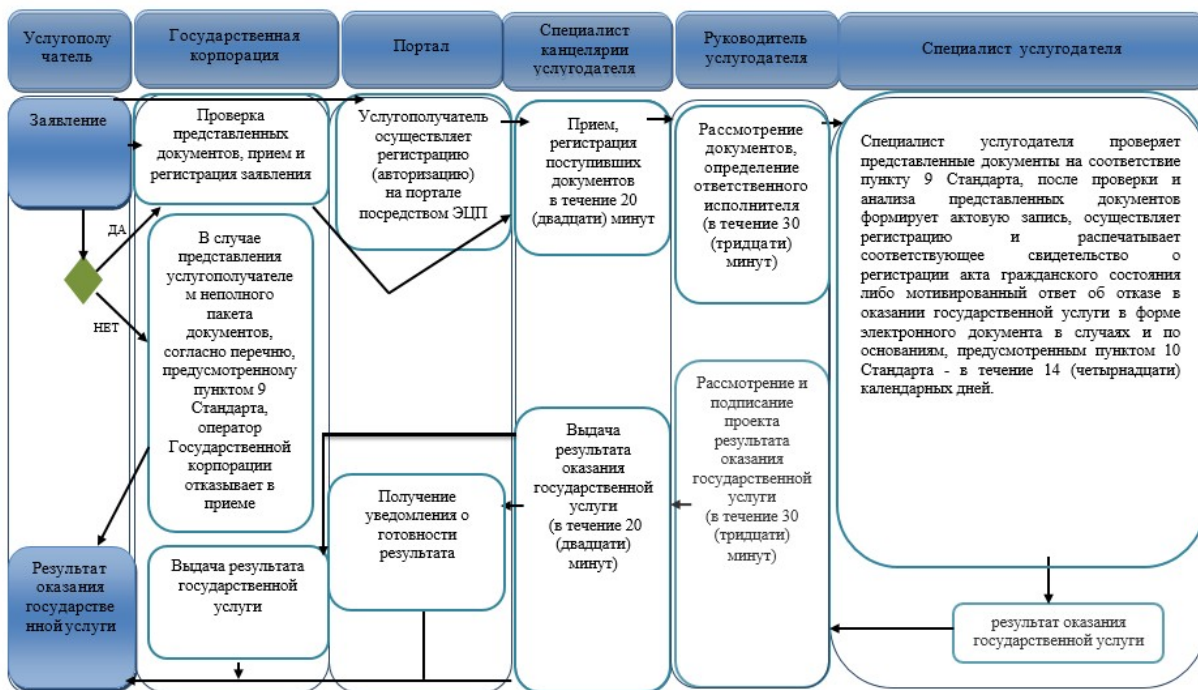 Услугополу
чатель
Государственная
корпорация
Портал
Специалист
канцелярии
услугодателя
Руководитель
услугодателя
Специалист услугодателя
Заявление
Проверка
представленных
документов, прием и
регистрация заявления
Услугополучатель
осуществляет
регистрацию
(авторизацию)
на портале
посредством ЭЦП
Прием,
регистрация
поступивших
документов
в течение 20
(двадцати) минут
Рассмотрение
документов,
определение
ответственного
исполнителя
(в течение 30
(тридцати)
минут)
Специалист услугодателя проверяет
представленные документы на соответствие
пункту 9 Стандарта, после проверки и
анализа представленных документов
формирует актовую запись, осуществляет
регистрацию и распечатывает
соответствующее свидетельство о
регистрации акта гражданского состояния
либо мотивированный ответ об отказе в
оказании государственной услуги в форме
электронного документа в случаях и по
основаниям, предусмотренным пунктом 10
Стандарта - в течение 14 (четырнадцати)
календарных дней.
ДА
НЕТ
В случае
представления
услугополучателе
м неполного
пакета
документов,
согласно перечню,
предусмотренному
пунктом 9
Стандарта,
оператор
Государственной
корпорации
отказывает в
приеме
Получение
уведомления о
готовности
результата
Выдача
результата
оказания
государственной
услуги
(в течение 20
(двадцати)
минут)
Рассмотрение и
подписание
проекта
результата
оказания
государственной
услуги
(в течение 30
(тридцати)
минут)
Результат
оказания
государстве
нной услуги
Выдача результата
государственной
услуги
результат оказания
государственной услуги